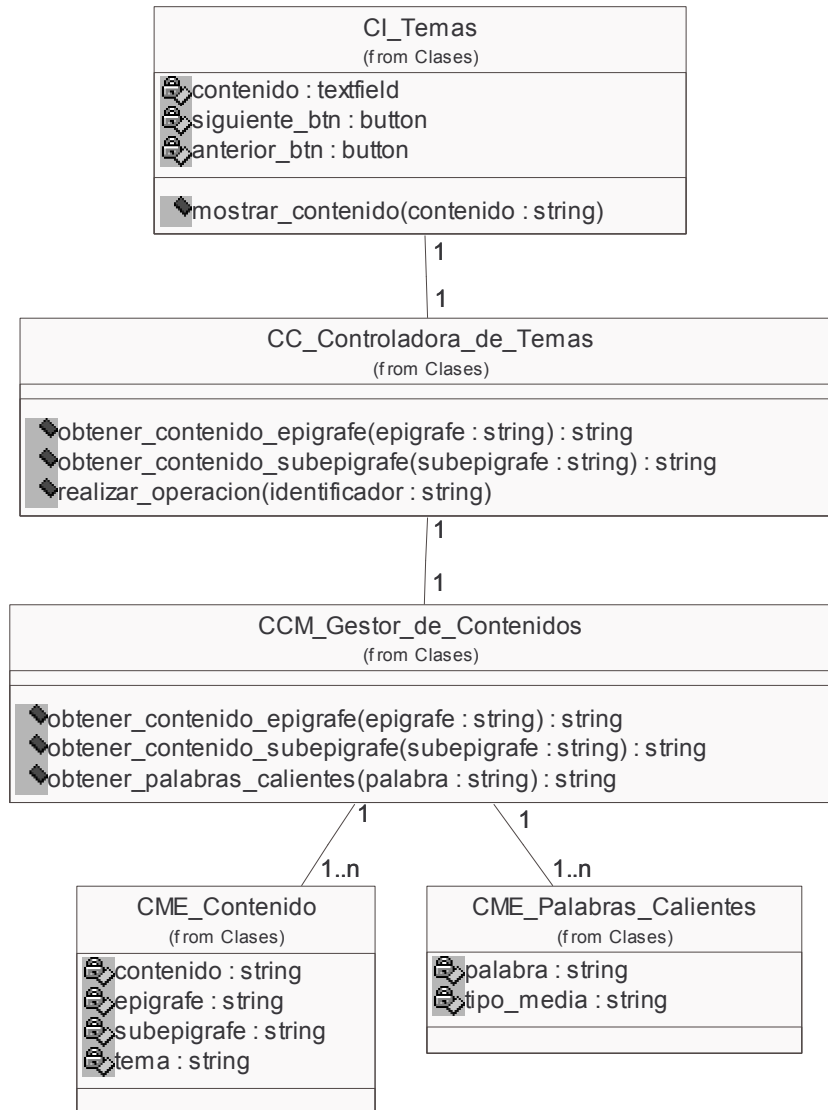 CI_Temas
(from Clases)
contenido : textfield
siguiente_btn : button
anterior_btn : button
mostrar_contenido(contenido : string)
1
1
CC_Controladora_de_Temas
(from Clases)
obtener_contenido_epigrafe(epigrafe : string) : string
obtener_contenido_subepigrafe(subepigrafe : string) : string
realizar_operacion(identificador : string)
1
1
CCM_Gestor_de_Contenidos
(from Clases)
obtener_contenido_epigrafe(epigrafe : string) : string
obtener_contenido_subepigrafe(subepigrafe : string) : string
obtener_palabras_calientes(palabra : string) : string
1
1
1..n
1..n
CME_Contenido
(from Clases)
contenido : string
epigrafe : string
subepigrafe : string
tema : string
CME_Palabras_Calientes
(from Clases)
palabra : string
tipo_media : string